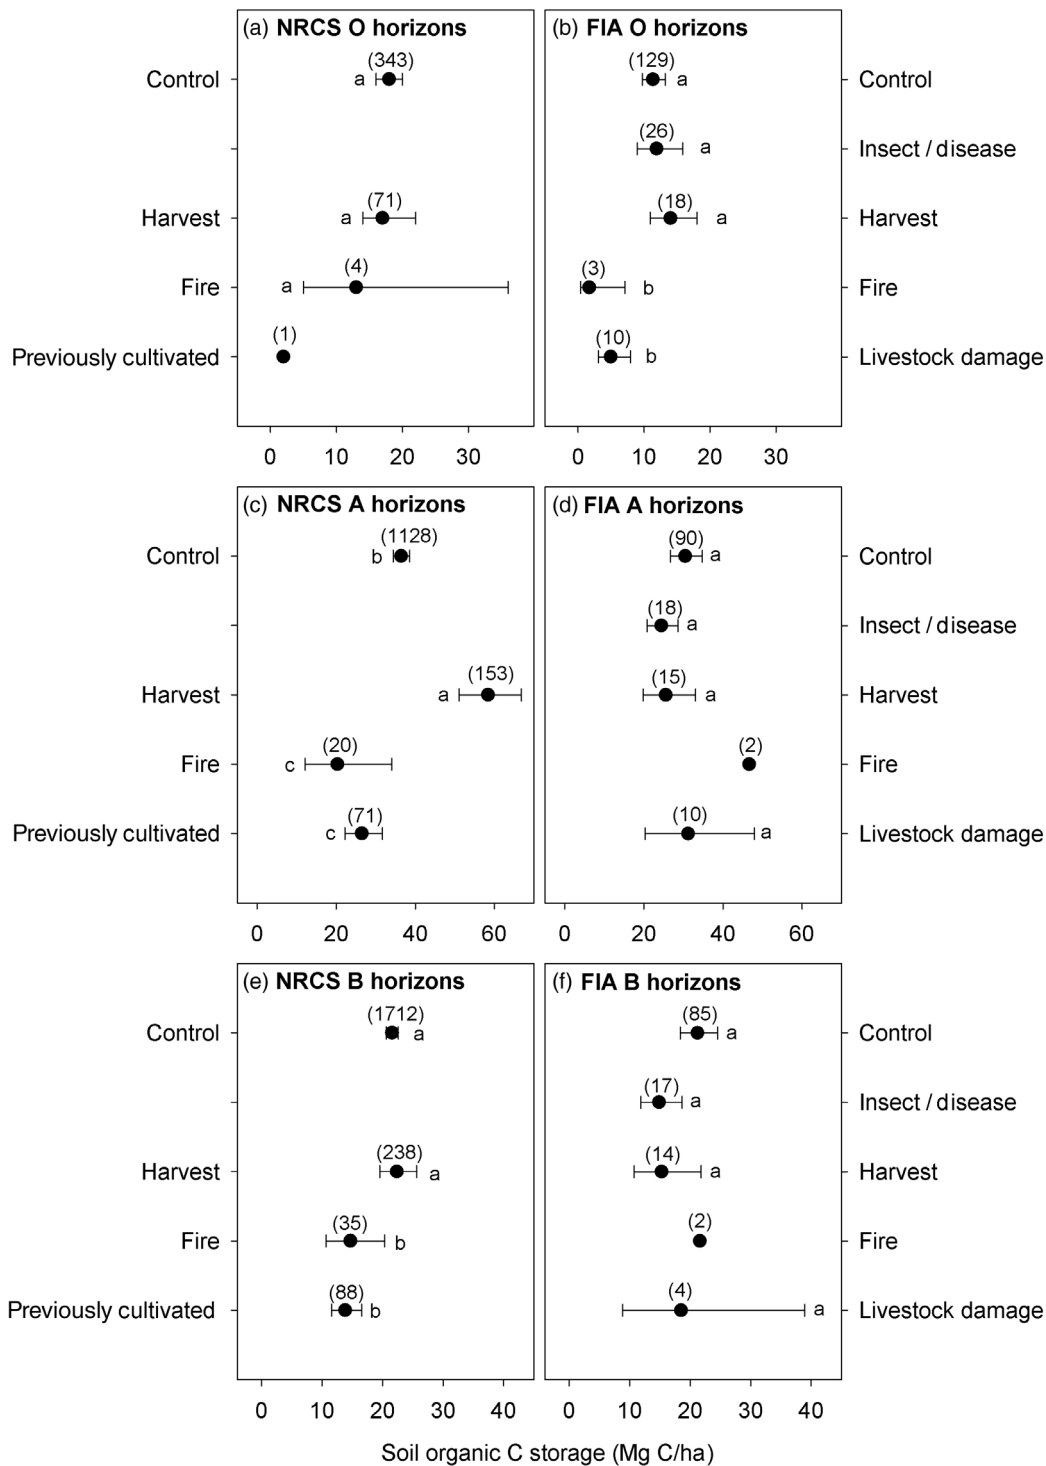 (a) NRCS O horizons
(b) FIA O horizons
Control (343) a
(129) a Control
(26) a Insect / disease
Harvest (71) a
(18) a Harvest
Fire (4) a
(3) b Fire
Previously cultivated (1)
(10) b Livestock damage
0 10 20 30
0 10 20 30
(c) NRCS A horizons
(d) FIA A horizons
Control (1128) b
(90) a Control
(18) a Insect / disease
Harvest (153) a
(15) a Harvest
Fire (20) c
(2) Fire
Previously cultivated (71) c
(10) a Livestock damage
0 20 40 60
0 20 40 60
(e) NRCS B horizons
(f) FIA B horizons
Control (1712) a
(85) a Control
(17) a Insect / disease
Harvest (238) a
(14) a Harvest
Fire (35) b
(2) Fire
Previously cultivated (88) b
(4) a Livestock damage
0 10 20 30 40
0 10 20 30 40
Soil organic C storage (Mg C/ha)